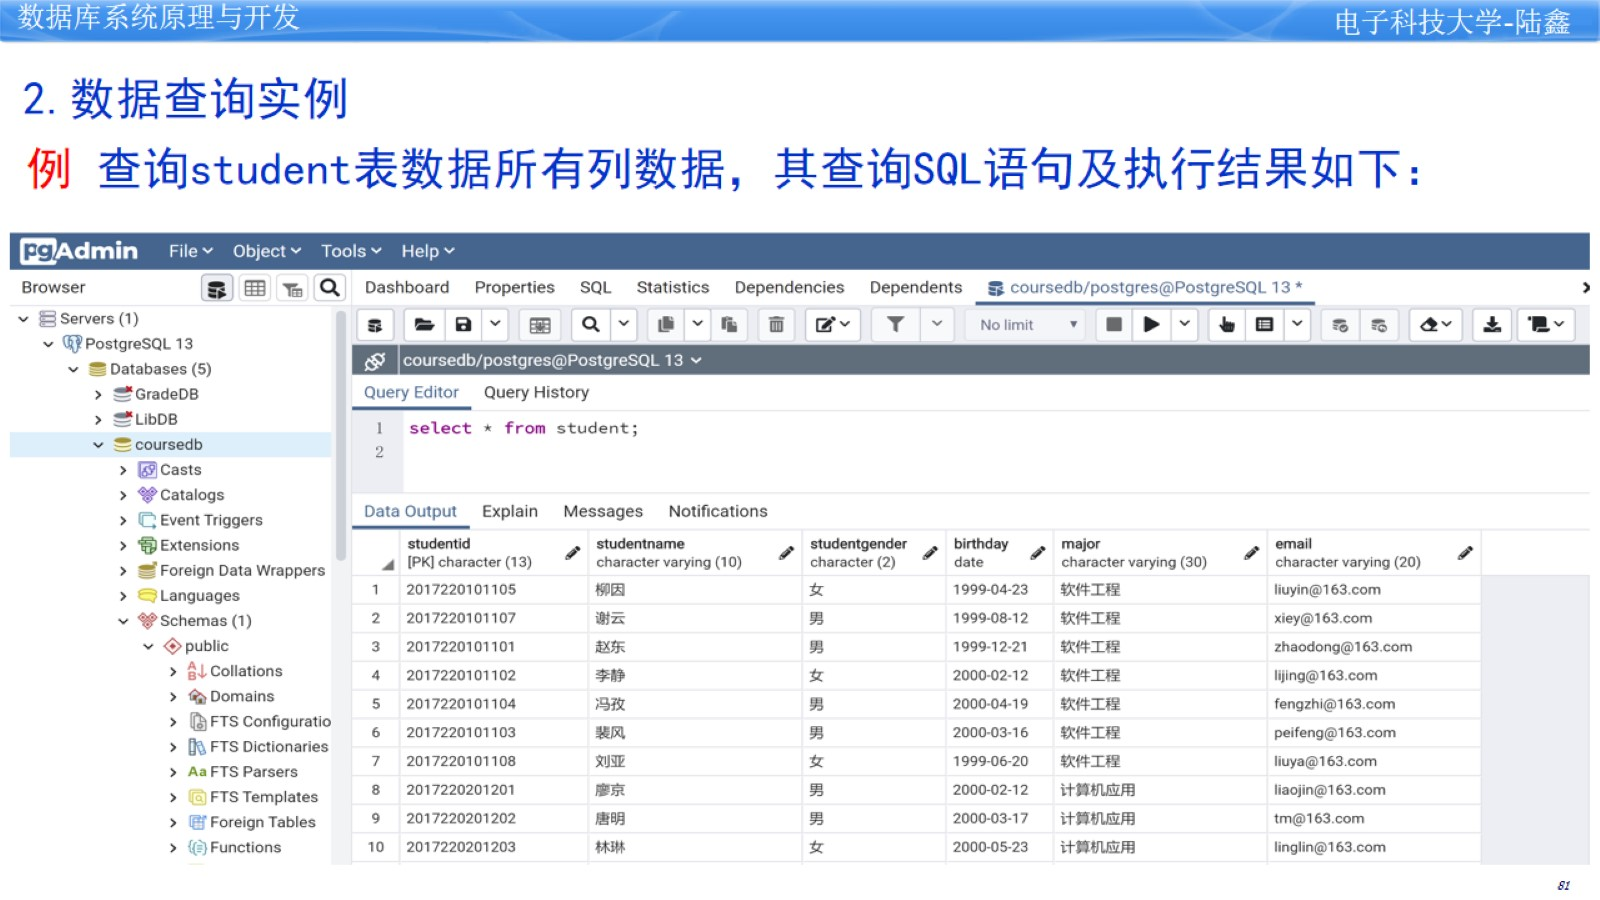 数据库系统原理与开发
电子科技大学-陆鑫
2. 数据查询实例
例 查询student表数据所有列数据，其查询SQL语句及执行结果如下：
pgAdmin File Object Tools Help
Browser
Dashboard Properties SQL Statistics Dependencies Dependents coursedb/postgres@PostgreSQL 13 *
Servers (1)
PostgreSQL 13
Databases (5)
GradeDB
LibDB
coursedb
Casts
Catalogs
Event Triggers
Extensions
Foreign Data Wrappers
Languages
Schemas (1)
public
Collations
Domains
FTS Configuratio
FTS Dictionaries
Aa FTS Parsers
FTS Templates
Foreign Tables
Functions
No limit
coursedb/postgres@PostgreSQL 13
Query Editor Query History
1 select * from student;
2
Data Output Explain Messages Notifications
studentid studentname studentgender birthday major email
[PK] character (13) character varying (10) character (2) date character varying (30) character varying (20)
1 2017220101105 柳因 女 1999-04-23 软件工程 liuyin@163.com
2 2017220101107 谢云 男 1999-08-12 软件工程 xiey@163.com
3 2017220101101 赵东 男 1999-12-21 软件工程 zhaodong@163.com
4 2017220101102 李静 女 2000-02-12 软件工程 lijing@163.com
5 2017220101104 冯孜 男 2000-04-19 软件工程 fengzhi@163.com
6 2017220101103 裴风 男 2000-03-16 软件工程 peifeng@163.com
7 2017220101108 刘亚 女 1999-06-20 软件工程 liuya@163.com
8 2017220201201 廖京 男 2000-02-12 计算机应用 liaojin@163.com
9 2017220201202 唐明 男 2000-03-17 计算机应用 tm@163.com
10 2017220201203 林琳 女 2000-05-23 计算机应用 linglin@163.com
81